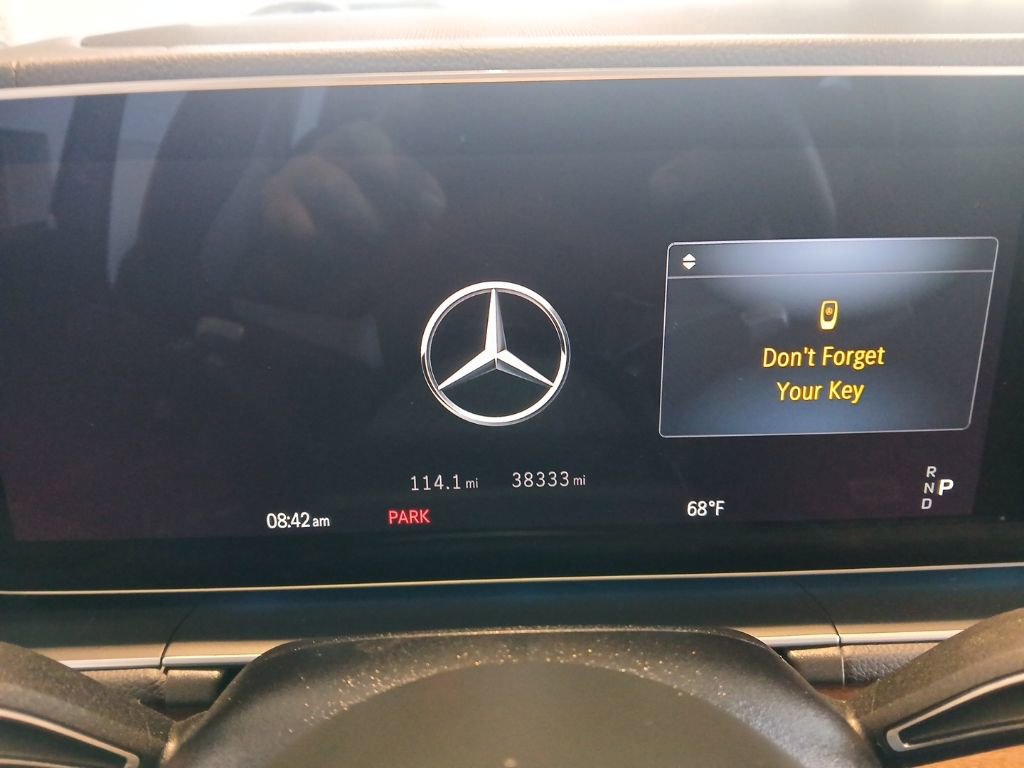 Don't Forget
Your Key
114.1 mi 38333 mi
R
N P
D
08:42 am PARK 68°F